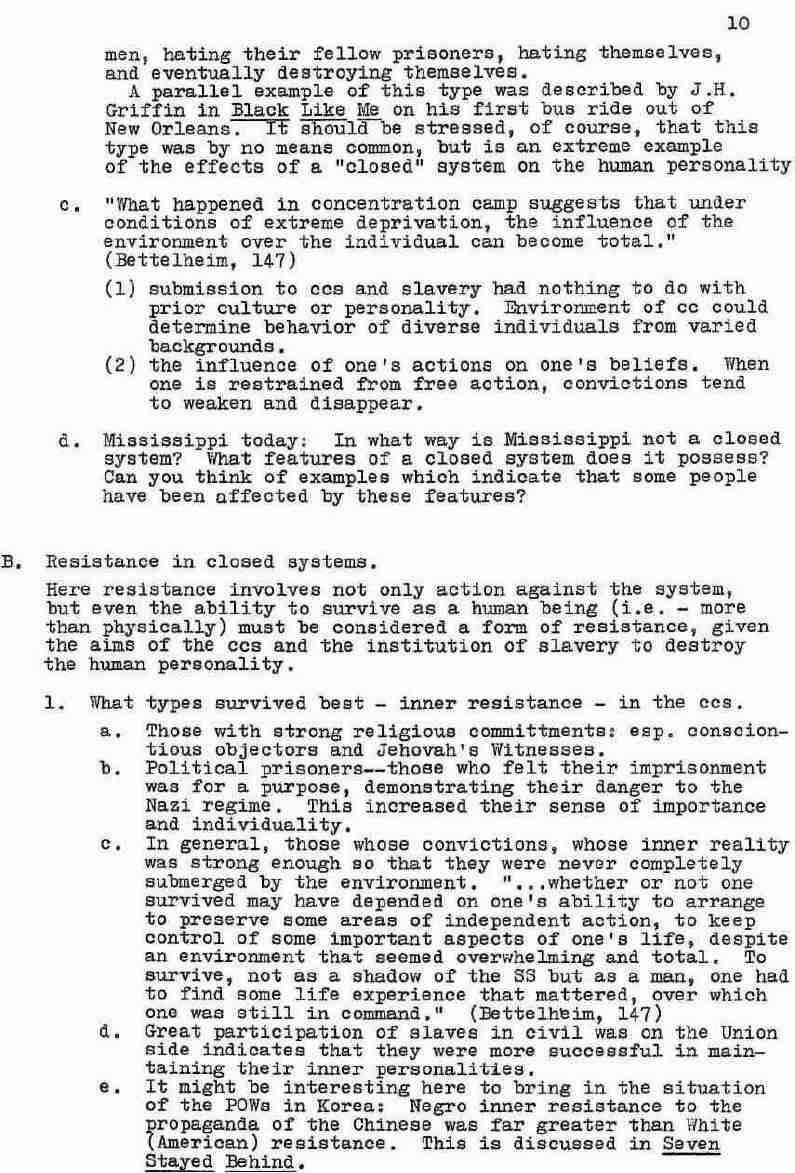 10
men, hating their fellow prisoners, hating themselves,
and eventually destroying themselves.
A parallel example of this type was described by J.H.
Griffin in Black Like Me on his first bus ride out of
New Orleans. It should be stressed, of course, that this
type was by no means common, but is an extreme example
of the effects of a "closed" system on the human personality
c. "What happened in concentration camp suggests that under
conditions of extreme deprivation, the influence of the
environment over the individual can become total."
(Bettelheim, 147)
(1) submission to ccs and slavery had nothing to do with
prior culture or personality. Environment of cc could
determine behavior of diverse individuals from varied
backgrounds.
(2) the influence of one's actions on one's beliefs. When
one is restrained from free action, convictions tend
to weaken and disappear.
d. Mississippi today: In what way is Mississippi not a closed
system? What features of a closed system does it possess?
Can you think of examples which indicate that some people
have been affected by these features?
B. Resistance in closed systems.
Here resistance involves not only action against the system,
but even the ability to survive as a human being (i.e. - more
than physically) must be considered a form of resistance, given
the aims of the ccs and the institution of slavery to destroy
the human personality.
1. What types survived best - inner resistance - in the ccs.
a. Those with strong religious committments: esp. conscion-
tious objectors and Jehovah's Witnesses.
b. Political prisoners--those who felt their imprisonment
was for a purpose, demonstrating their danger to the
Nazi regime. This increased their sense of importance
and individuality.
c. In general, those whose convictions, whose inner reality
was strong enough so that they were never completely
submerged by the environment. "...whether or not one
survived may have depended on one's ability to arrange
to preserve some areas of independent action, to keep
control of some important aspects of one's life, despite
an environment that seemed overwhelming and total. To
survive, not as a shadow of the SS but as a man, one had
to find some life experience that mattered, over which
one was still in command." (Bettelheim, 147)
d. Great participation of slaves in civil was on the Union
side indicates that they were more successful in main-
taining their inner personalities.
e. It might be interesting here to bring in the situation
of the POWs in Korea: Negro inner resistance to the
propaganda of the Chinese was far greater than White
(American) resistance. This is discussed in Seven
Stayed Behind.